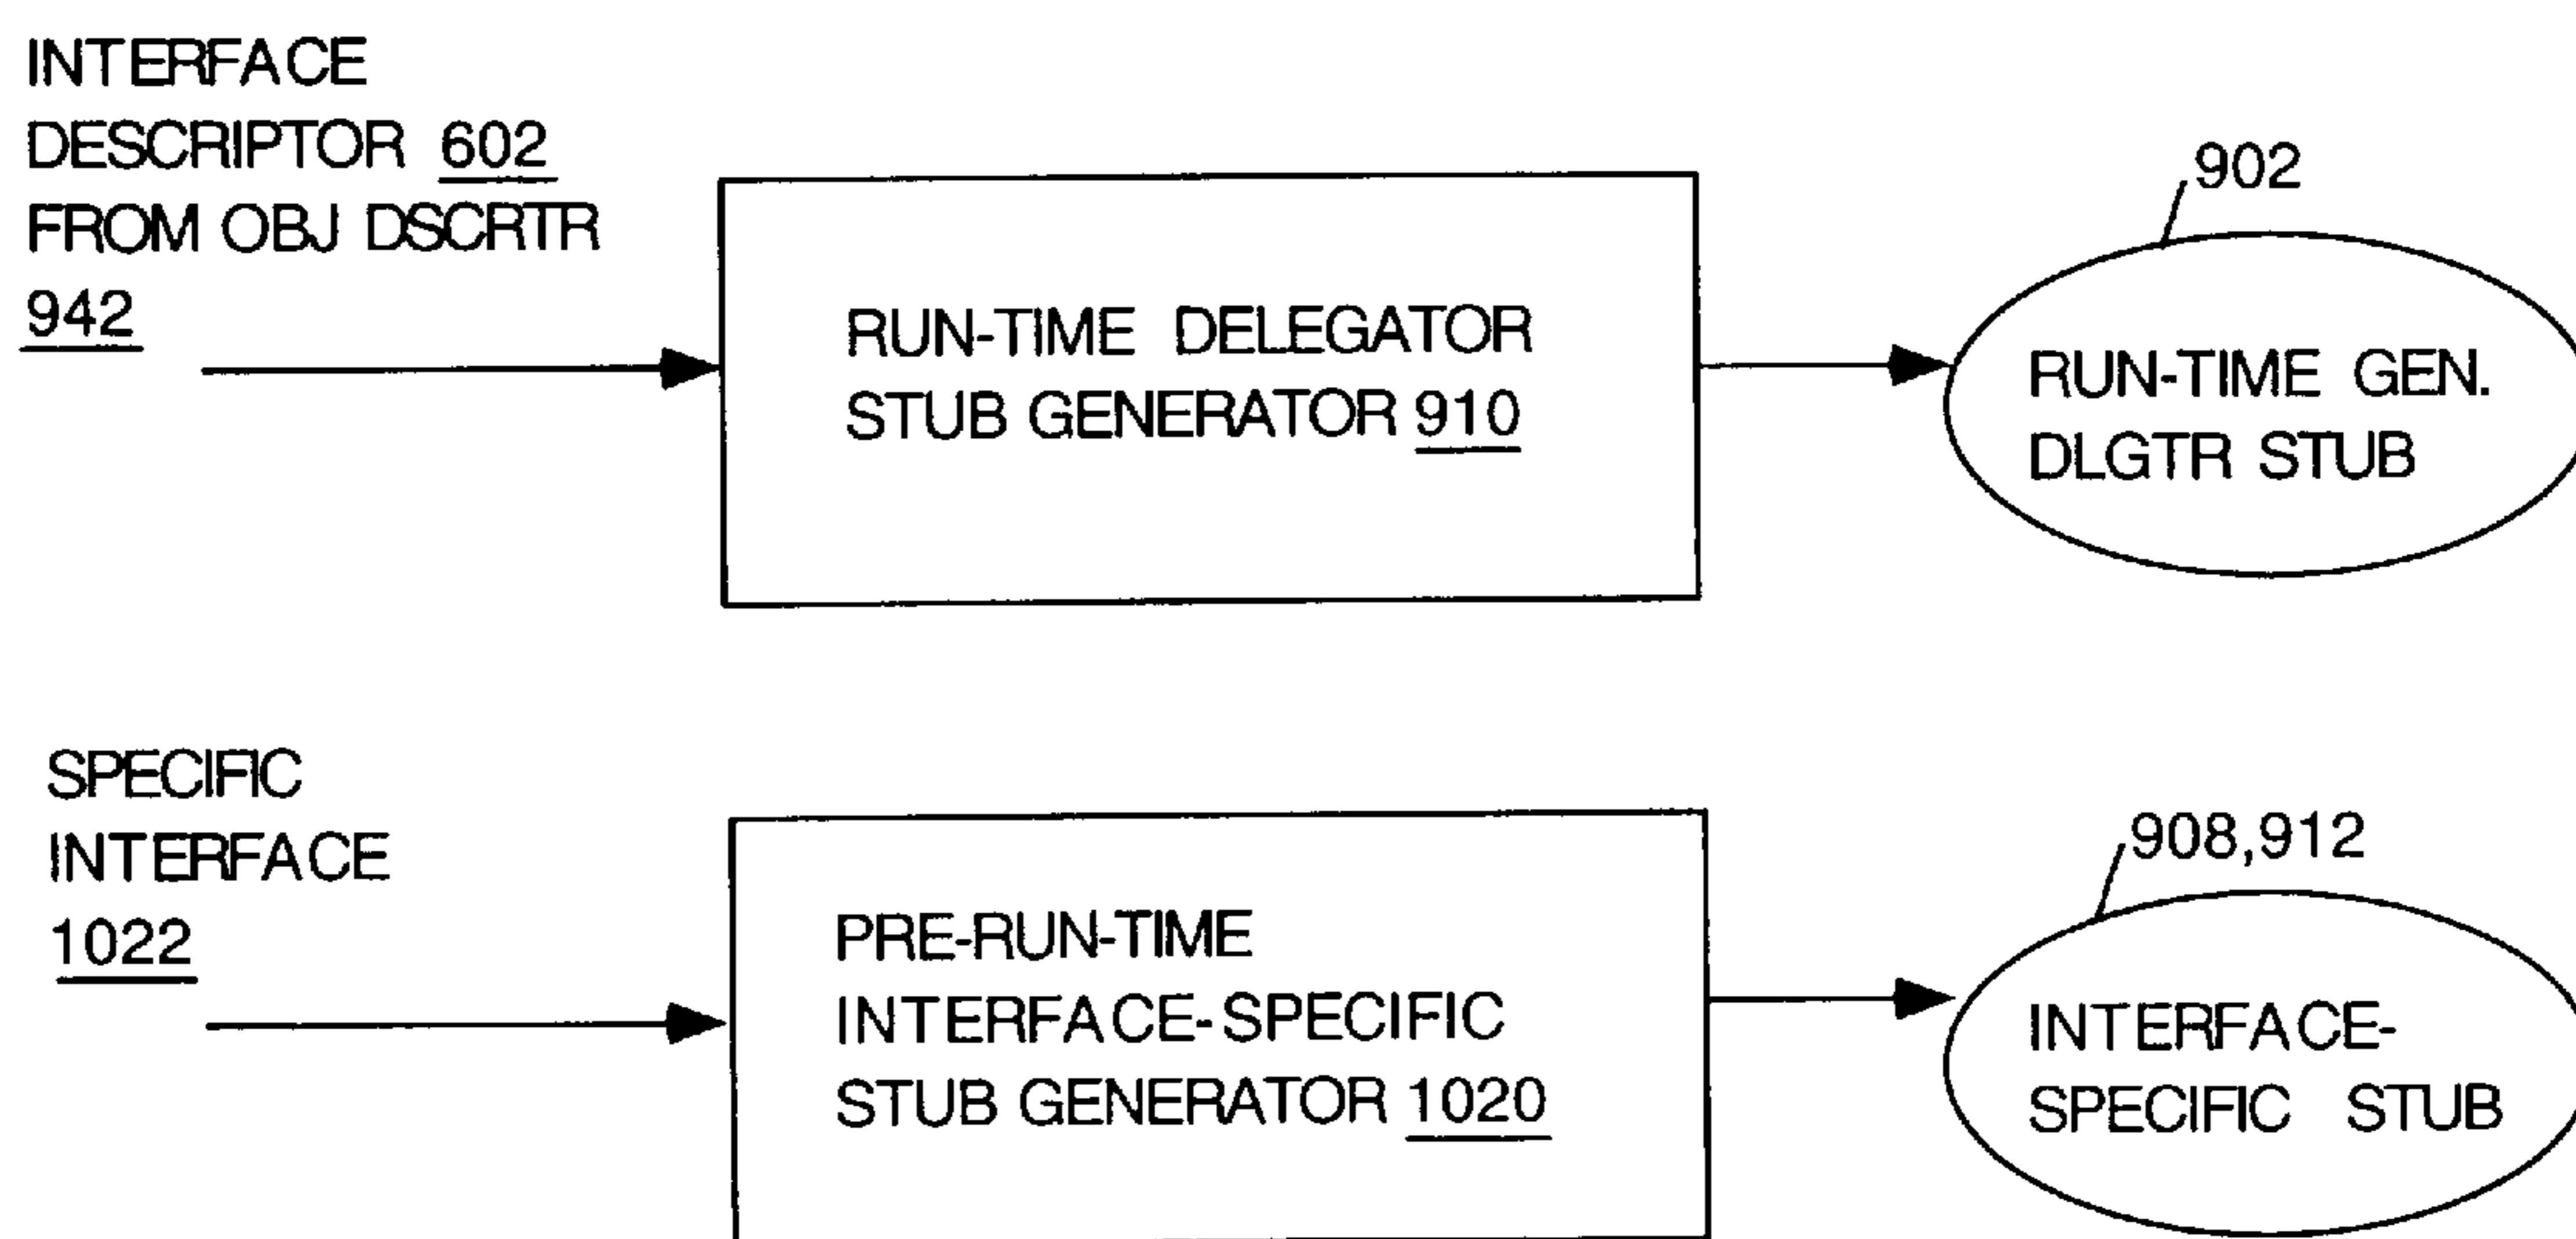 INTERFACE
DESCRIPTOR 602
FROM OBJ DSCRTR
942
RUN-TIME DELEGATOR
STUB GENERATOR 910
902
RUN-TIME GEN.
DLGTR STUB
SPECIFIC
INTERFACE
1022
PRE-RUN-TIME
INTERFACE-SPECIFIC
STUB GENERATOR 1020
908,912
INTERFACE-
SPECIFIC STUB